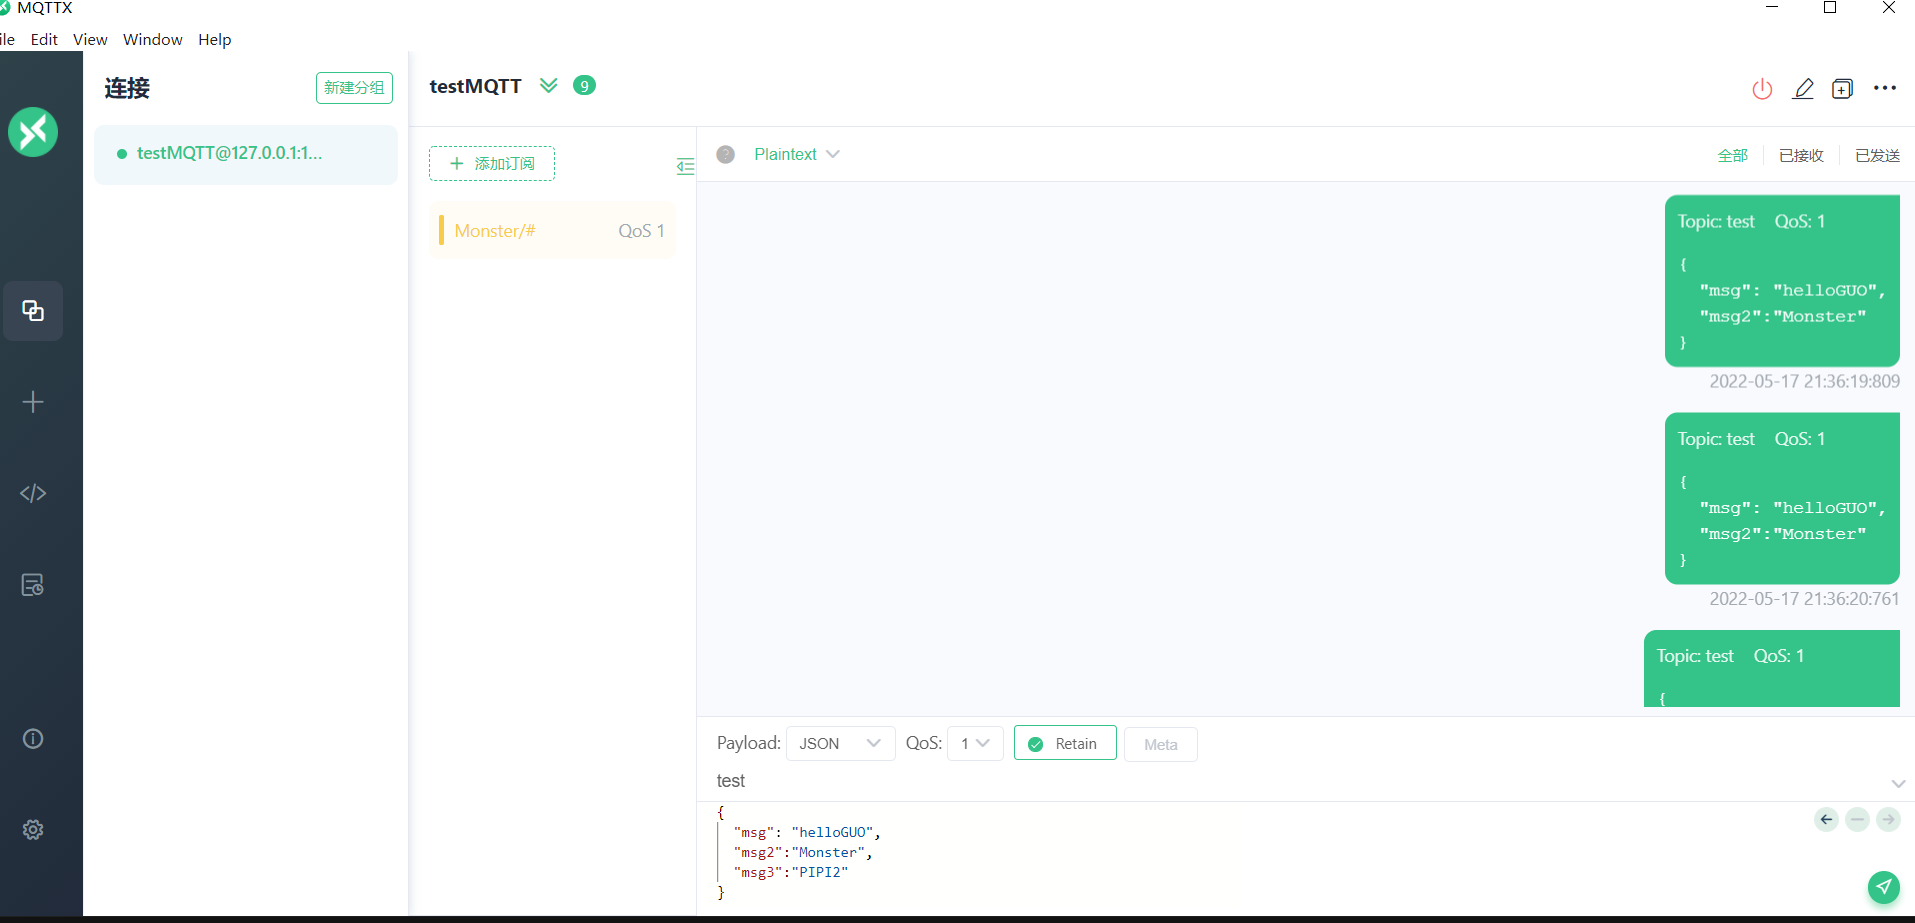 MQTTX
ile Edit View Window Help
连接
新建分组
testMQTT@127.0.0.1:1...
testMQTT 9
添加订阅
Monster/# QoS 1
Plaintext
全部 已接收 已发送
Topic: test QoS: 1
{
"msg": "helloGUO",
"msg2":"Monster"
}
2022-05-17 21:36:19:809
Topic: test QoS: 1
{
"msg": "helloGUO",
"msg2":"Monster"
}
2022-05-17 21:36:20:761
Topic: test QoS: 1
{
Payload: JSON QoS: 1 Retain Meta
test
{
"msg": "helloGUO",
"msg2":"Monster",
"msg3":"PIPI2"
}